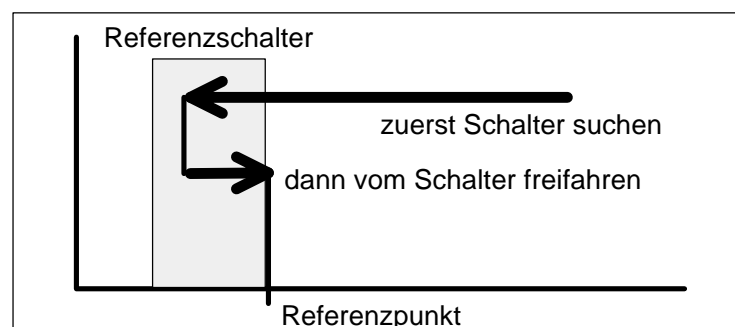 Referenzschalter
zuerst Schalter suchen
dann vom Schalter freifahren
Referenzpunkt